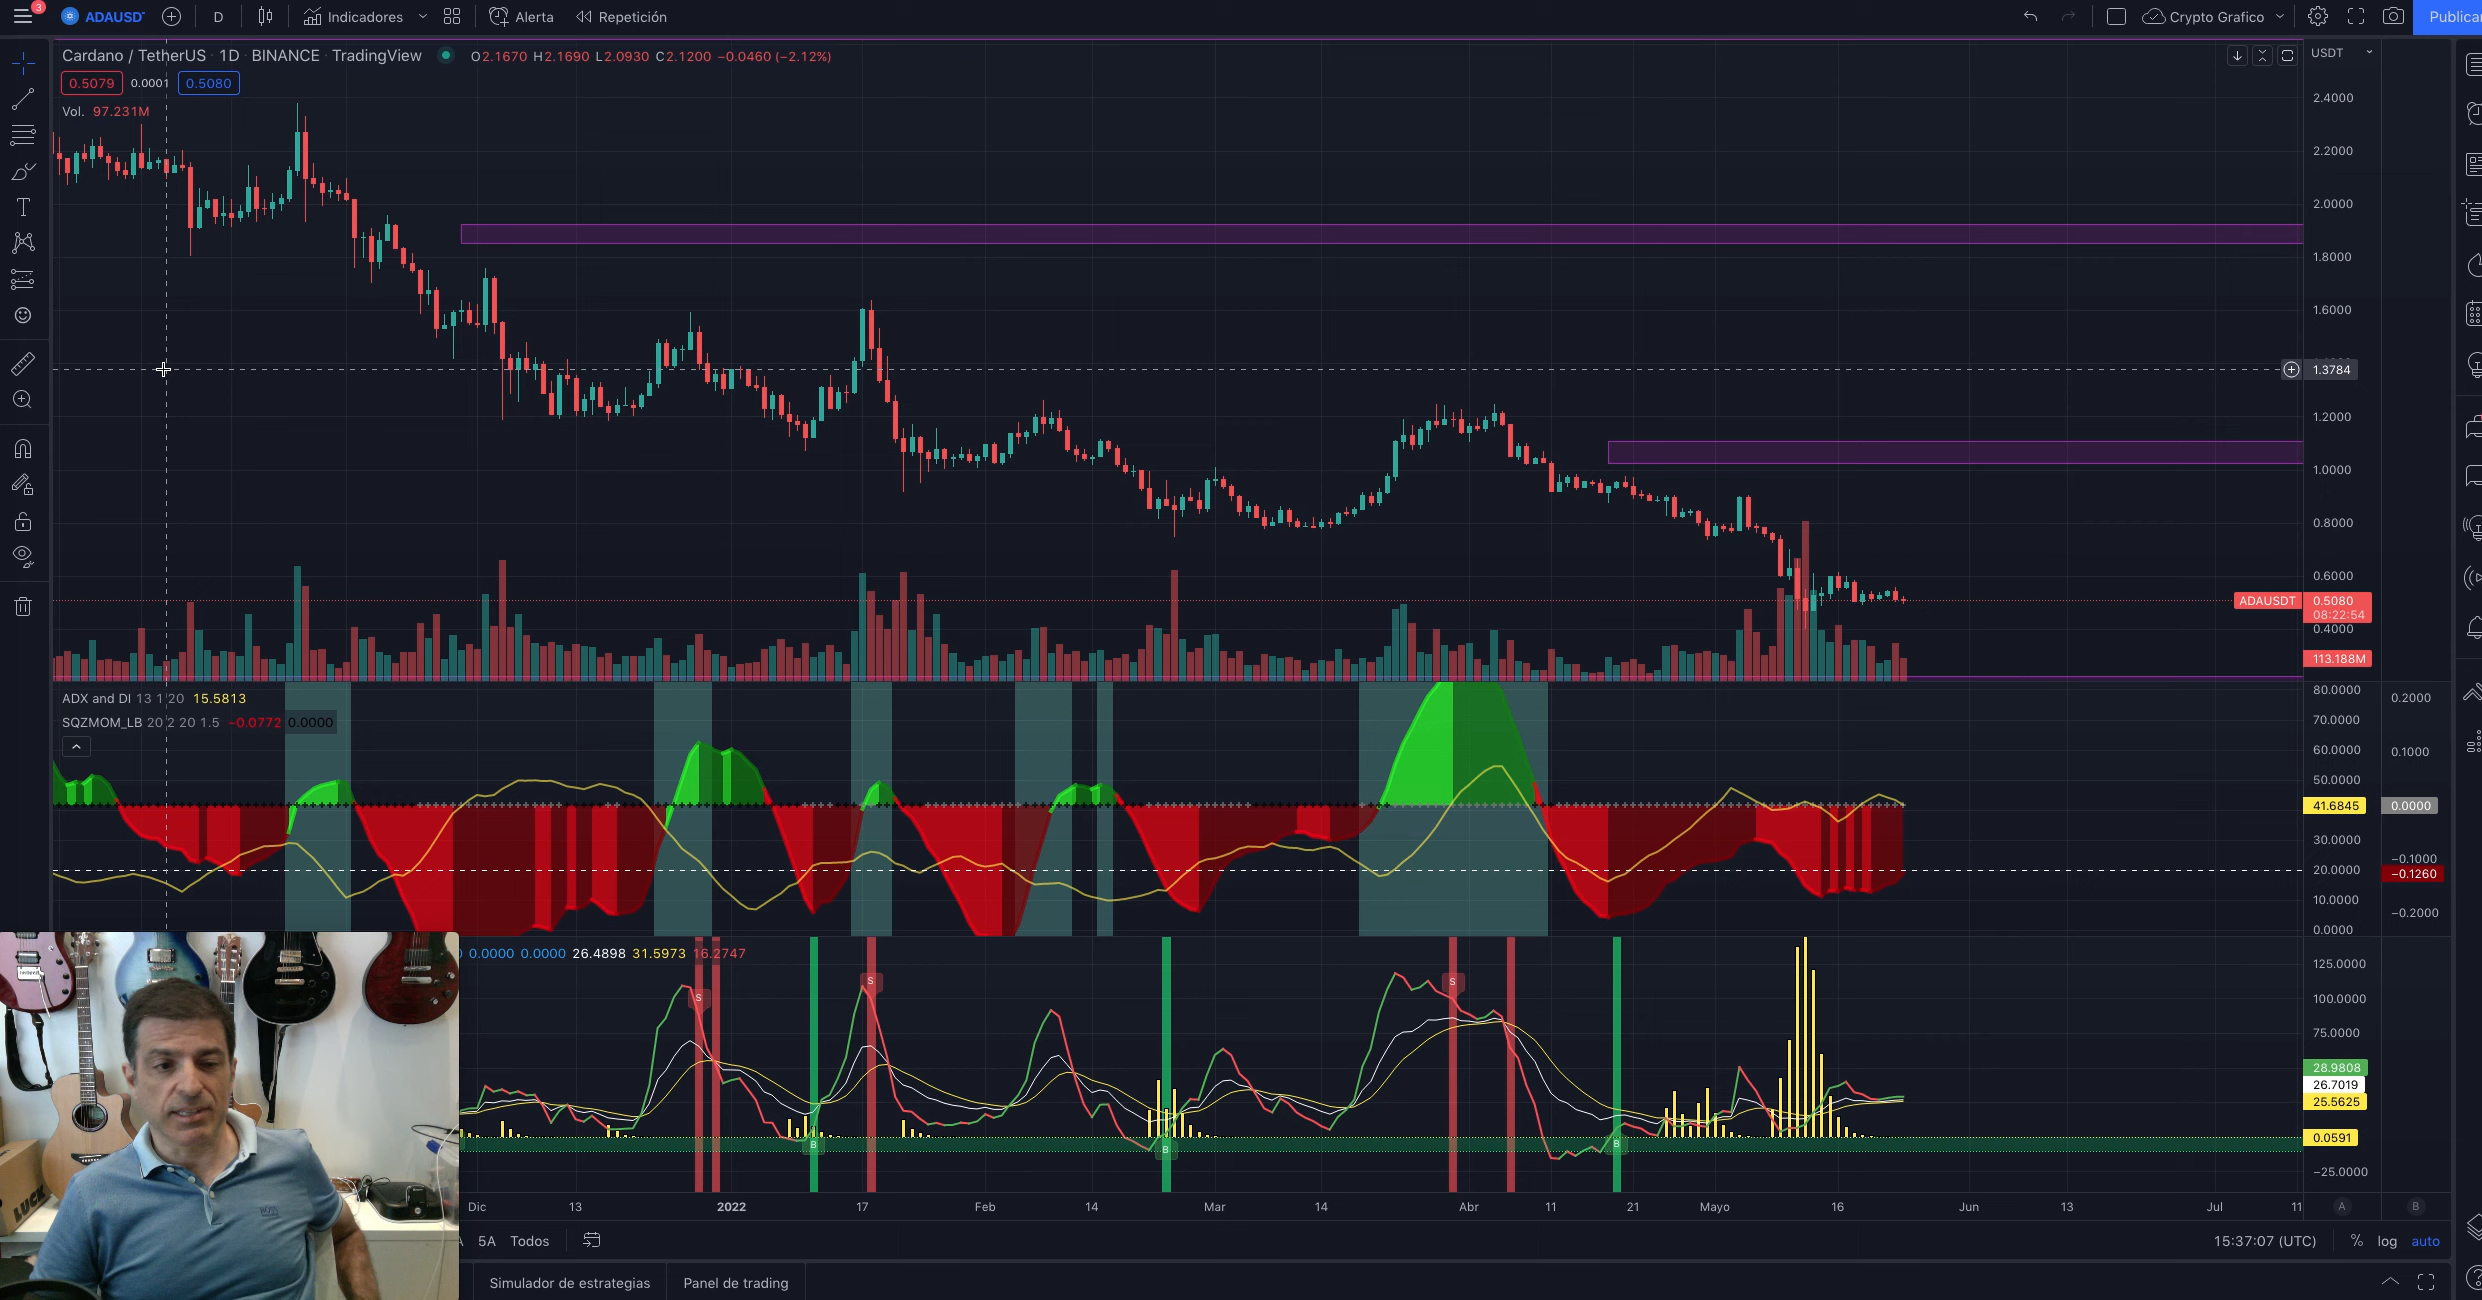 3 ADAUSDT D Indicadores Alerta Repetición Crypto Grafico Publicar
Cardano / TetherUS · 1D · BINANCE · TradingView O2.1670 H2.1690 L2.0930 C2.1200 −0.0460 (−2.12%) USDT
0.5079 0.0001 0.5080
Vol. 97.231M
2.4000
2.2000
2.0000
1.8000
1.6000
1.3784
1.2000
1.0000
0.8000
0.6000
ADAUSDT 0.5080
08:22:54
0.4000
113.188M
ADX and DI 13 1 20 15.5813
SQZMOM_LB 20 2 20 1.5 −0.0772 0.0000
80.0000 0.2000
70.0000
60.0000 0.1000
50.0000
41.6845 0.0000
30.0000
−0.1000
20.0000 −0.1260
10.0000
−0.2000
0.0000
0.0000 0.0000 26.4898 31.5973 16.2747
125.0000
S S S
100.0000
75.0000
28.9808
26.7019
25.5625
B B B
0.0591
−25.0000
LUCK
BOSS
Dic 13 2022 17 Feb 14 Mar 14 Abr 11 21 Mayo 16 Jun 13 Jul 11 A B
5A Todos 15:37:07 (UTC) % log auto
Simulador de estrategias Panel de trading